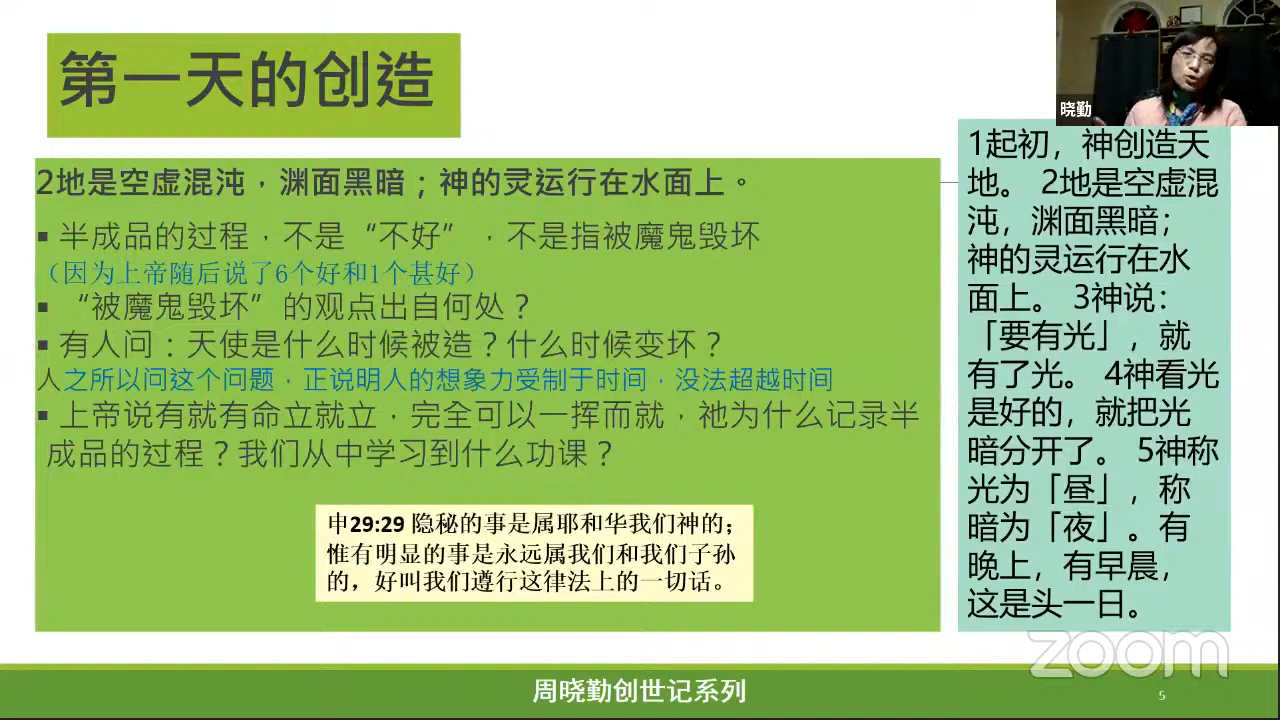 第一天的创造
晓勤
2地是空虚混沌，渊面黑暗；神的灵运行在水面上。
▪ 半成品的过程，不是“不好”，不是指被魔鬼毁坏
（因为上帝随后说了6个好和1个甚好）
▪ “被魔鬼毁坏”的观点出自何处？
▪ 有人问：天使是什么时候被造？什么时候变坏？
人之所以问这个问题，正说明人的想象力受制于时间，没法超越时间
▪ 上帝说有就有命立就立，完全可以一挥而就，祂为什么记录半
成品的过程？我们从中学习到什么功课？
申29:29 隐秘的事是属耶和华我们神的；
惟有明显的事是永远属我们和我们子孙
的，好叫我们遵行这律法上的一切话。
1起初，神创造天
地。 2地是空虚混
沌，渊面黑暗；
神的灵运行在水
面上。 3神说：
「要有光」，就
有了光。 4神看光
是好的，就把光
暗分开了。 5神称
光为「昼」，称
暗为「夜」。有
晚上，有早晨，
这是头一日。
zoom
周晓勤创世记系列
5